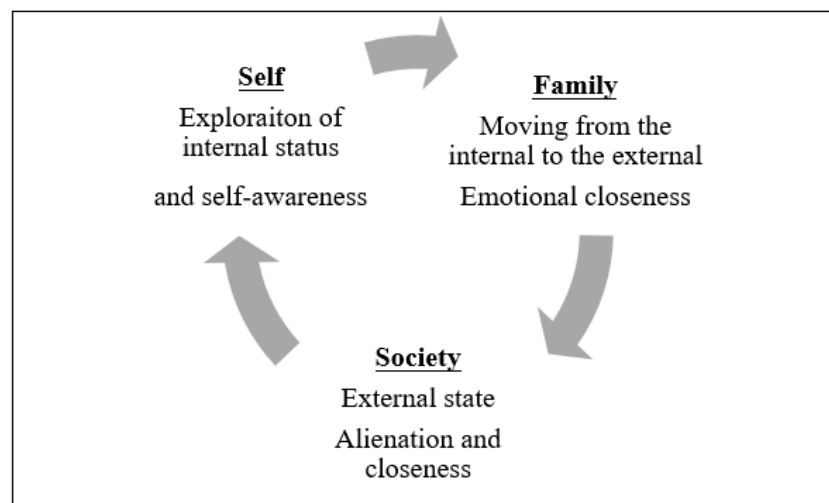 Self
Exploraiton of
internal status
and self-awareness
Family
Moving from the
internal to the external
Emotional closeness
Society
External state
Alienation and
closeness